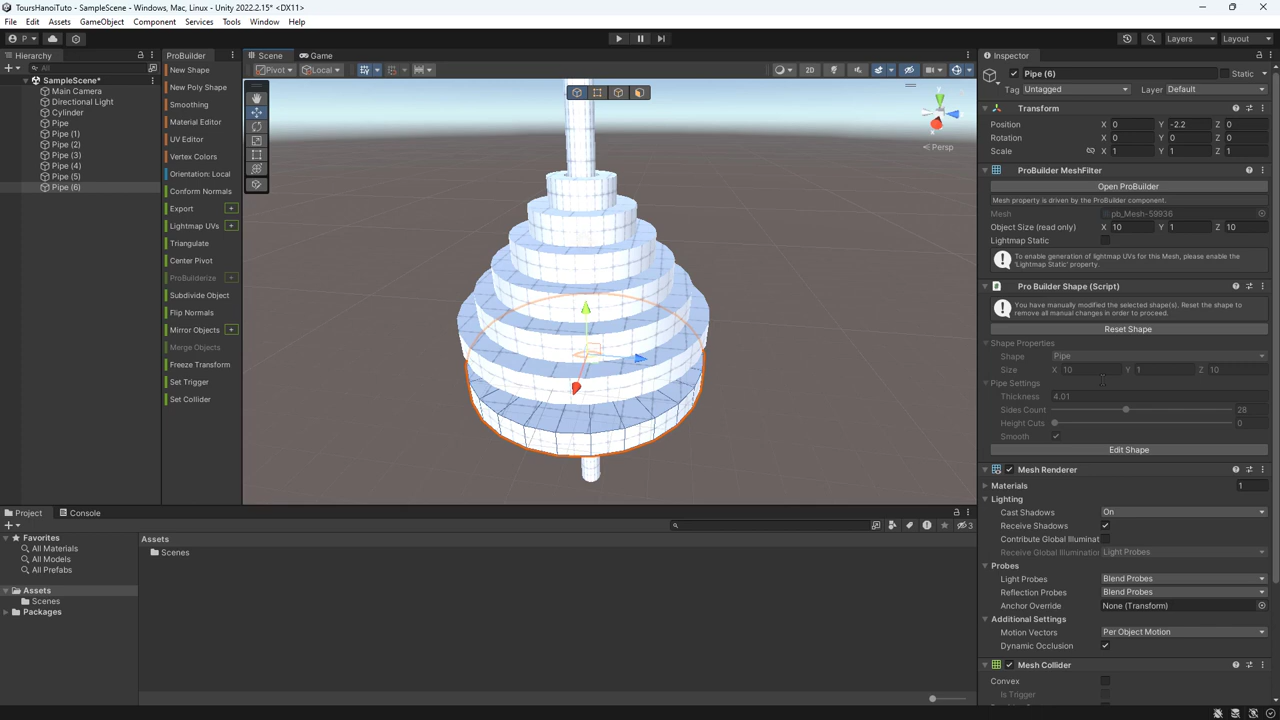 ToursHanoiTuto - SampleScene - Windows, Mac, Linux - Unity 2022.2.15* <DX11>
File Edit Assets GameObject Component Services Tools Window Help
P
Layers Layout
Hierarchy
All
SampleScene*
Main Camera
Directional Light
Cylinder
Pipe
Pipe (1)
Pipe (2)
Pipe (3)
Pipe (4)
Pipe (5)
Pipe (6)
ProBuilder
New Shape
New Poly Shape
Smoothing
Material Editor
UV Editor
Vertex Colors
Orientation: Local
Conform Normals
Export +
Lightmap UVs +
Triangulate
Center Pivot
ProBuilderize +
Subdivide Object
Flip Normals
Mirror Objects +
Merge Objects
Freeze Transform
Set Trigger
Set Collider
Scene Game
Pivot Local
2D
Persp
Inspector
Pipe (6) Static
Tag Untagged Layer Default
Transform
Position X 0 Y -2.2 Z 0
Rotation X 0 Y 0 Z 0
Scale X 1 Y 1 Z 1
ProBuilder MeshFilter
Open ProBuilder
Mesh property is driven by the ProBuilder component.
Mesh pb_Mesh-59936
Object Size (read only) X 10 Y 1 Z 10
Lightmap Static
To enable generation of lightmap UVs for this Mesh, please enable the
'Lightmap Static' property.
Pro Builder Shape (Script)
You have manually modified the selected shape(s). Reset the shape to
remove all manual changes in order to proceed.
Reset Shape
Shape Properties
Shape Pipe
Size X 10 Y 1 Z 10
Pipe Settings
Thickness 4.01
Sides Count 28
Height Cuts 0
Smooth
Edit Shape
Mesh Renderer
Materials 1
Lighting
Cast Shadows On
Receive Shadows
Contribute Global Illuminat
Receive Global Illumination Light Probes
Probes
Light Probes Blend Probes
Reflection Probes Blend Probes
Anchor Override None (Transform)
Additional Settings
Motion Vectors Per Object Motion
Dynamic Occlusion
Mesh Collider
Convex
Is Trigger
Project Console
3
Favorites
All Materials
All Models
All Prefabs
Assets
Scenes
Packages
Assets
Scenes